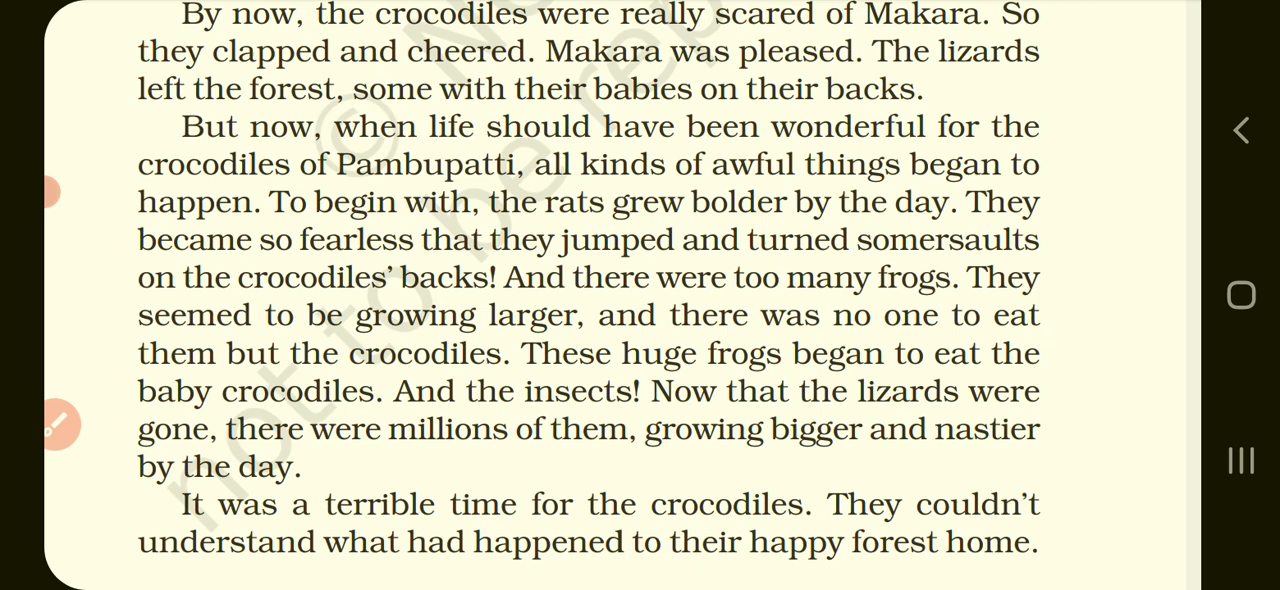 By now, the crocodiles were really scared of Makara. So
they clapped and cheered. Makara was pleased. The lizards
left the forest, some with their babies on their backs.
But now, when life should have been wonderful for the
crocodiles of Pambupatti, all kinds of awful things began to
happen. To begin with, the rats grew bolder by the day. They
became so fearless that they jumped and turned somersaults
on the crocodiles’ backs! And there were too many frogs. They
seemed to be growing larger, and there was no one to eat
them but the crocodiles. These huge frogs began to eat the
baby crocodiles. And the insects! Now that the lizards were
gone, there were millions of them, growing bigger and nastier
by the day.
It was a terrible time for the crocodiles. They couldn’t
understand what had happened to their happy forest home.
© N
not to be rep